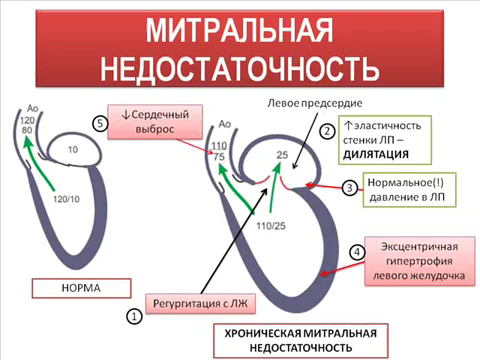 МИТРАЛЬНАЯ
НЕДОСТАТОЧНОСТЬ
Ао
120
80
10
120/10
НОРМА
5
↓Сердечный
выброс
Левое предсердие
Ао
110
75
25
110/25
2
↑эластичность
стенки ЛП –
ДИЛЯТАЦИЯ
3
Нормальное(!)
давление в ЛП
4
Эксцентричная
гипертрофия
левого желудочка
Регургитация с ЛЖ
1
ХРОНИЧЕСКАЯ МИТРАЛЬНАЯ
НЕДОСТАТОЧНОСТЬ